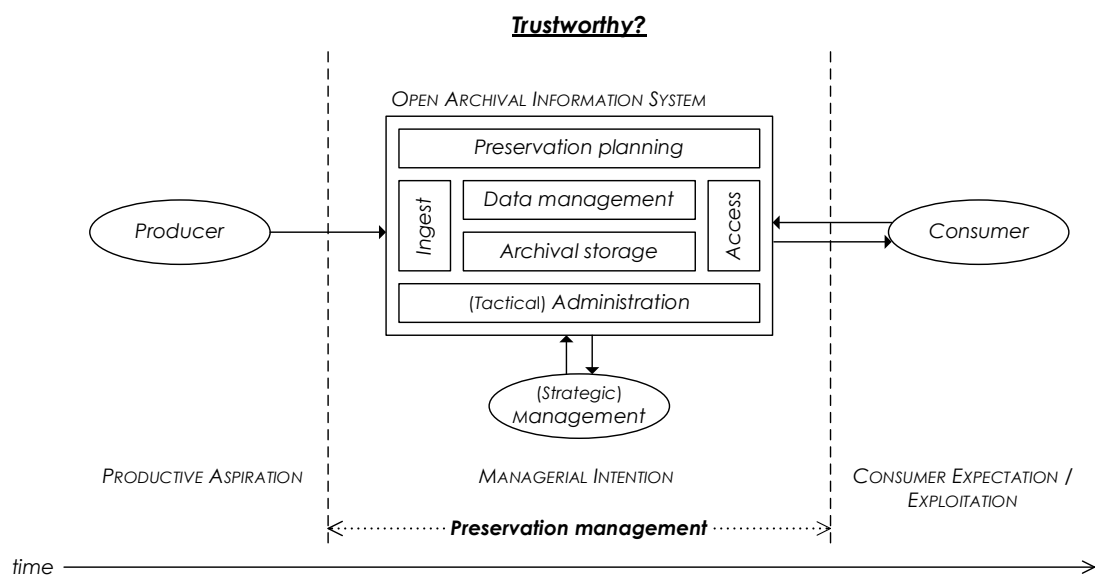 Trustworthy?
OPEN ARCHIVAL INFORMATION SYSTEM
Preservation planning
Ingest
Data management
Archival storage
Access
(Tactical) Administration
Producer
Consumer
(Strategic)
Management
PRODUCTIVE ASPIRATION
MANAGERIAL INTENTION
CONSUMER EXPECTATION /
EXPLOITATION
Preservation management
time